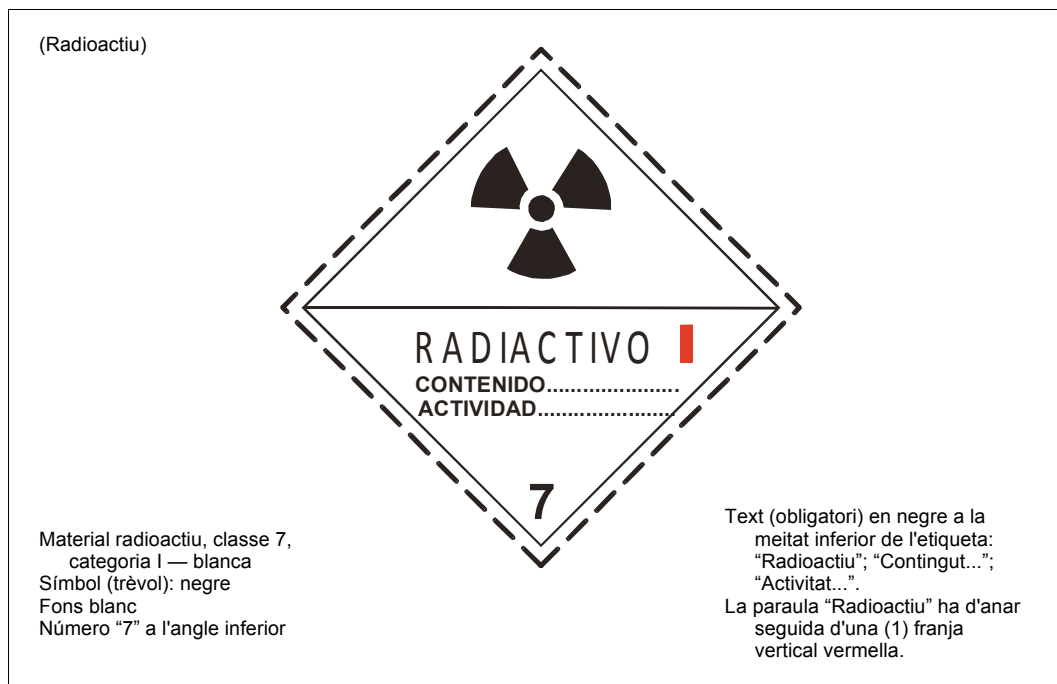 (Radioactiu)
RADIACTIVO
CONTENIDO......................
ACTIVIDAD.......................
7
Material radioactiu, classe 7,
categoria I — blanca
Símbol (trèvol): negre
Fons blanc
Número “7” a l'angle inferior
Text (obligatori) en negre a la
meitat inferior de l'etiqueta:
“Radioactiu”; “Contingut...”;
“Activitat...”.
La paraula “Radioactiu” ha d'anar
seguida d'una (1) franja
vertical vermella.